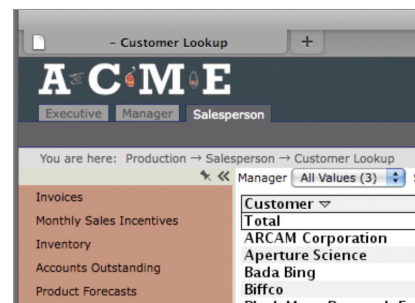 - Customer Lookup
+
A C M E
Executive Manager Salesperson
You are here: Production → Salesperson → Customer Lookup
Manager All Values (3)
Invoices
Monthly Sales Incentives
Inventory
Accounts Outstanding
Product Forecasts
Customer
Total
ARCAM Corporation
Aperture Science
Bada Bing
Biffco